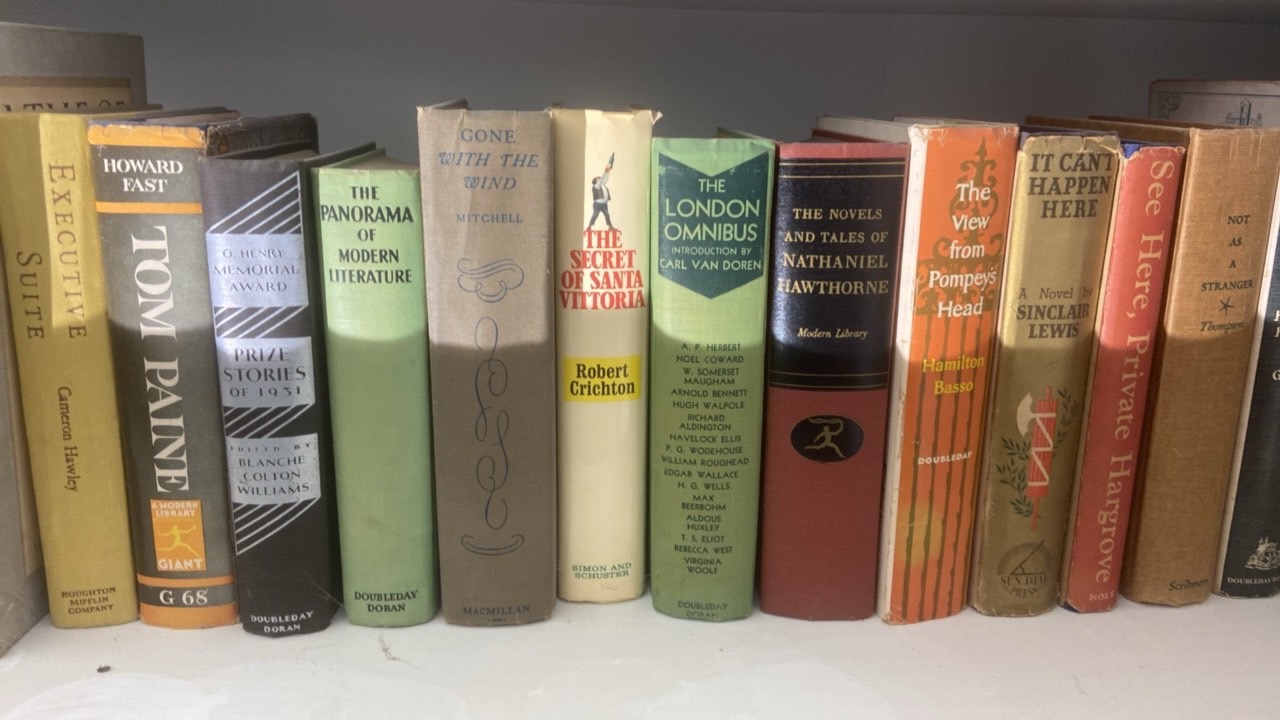 EXECUTIVE
SUITE
Cameron Hawley
HOUGHTON
MIFFLIN
COMPANY
HOWARD
FAST
TOM PAINE
A MODERN
LIBRARY
GIANT
G 68
O. HENRY
MEMORIAL
AWARD
PRIZE
STORIES
OF 1931
EDITED BY
BLANCHE
COLTON
WILLIAMS
DOUBLEDAY
DORAN
THE
PANORAMA
OF
MODERN
LITERATURE
DOUBLEDAY
DORAN
GONE
WITH THE
WIND
MITCHELL
MACMILLAN
THE
SECRET
OF SANTA
VITTORIA
Robert
Crichton
SIMON AND
SCHUSTER
THE
LONDON
OMNIBUS
INTRODUCTION BY
CARL VAN DOREN
A. P. HERBERT
NOEL COWARD
W. SOMERSET
MAUGHAM
ARNOLD BENNETT
HUGH WALPOLE
RICHARD
ALDINGTON
HAVELOCK ELLIS
P. G. WODEHOUSE
WILLIAM ROUGHEAD
EDGAR WALLACE
H. G. WELLS
MAX
BEERBOHM
ALDOUS
HUXLEY
T. S. ELIOT
REBECCA WEST
VIRGINIA
WOOLF
DOUBLEDAY
DORAN
THE NOVELS
AND TALES OF
NATHANIEL
HAWTHORNE
Modern Library
The
View
from
Pompey's
Head
Hamilton
Basso
DOUBLEDAY
IT CAN'T
HAPPEN
HERE
A Novel by
SINCLAIR
LEWIS
SUN DIAL
PRESS
See Here, Private Hargrove
HOLT
NOT
AS
A
STRANGER
Thompson
Scribners
DOUBLEDAY